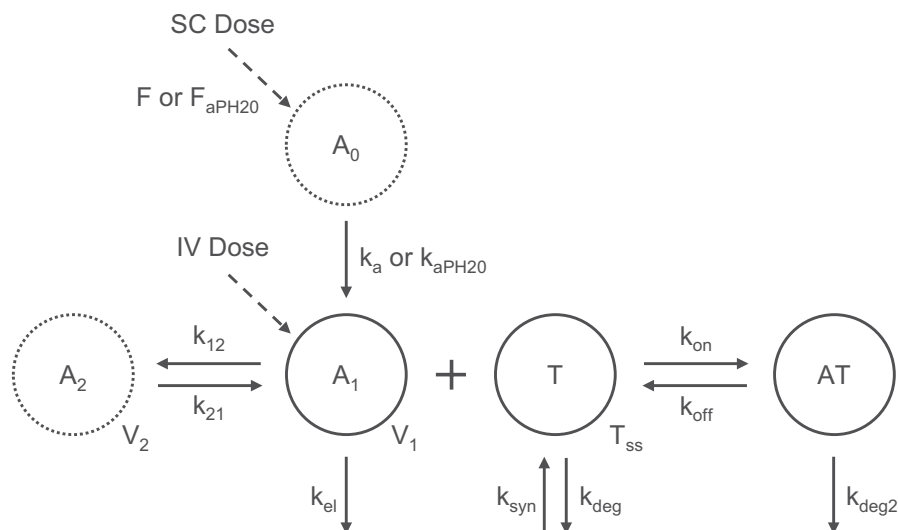 SC Dose
F or F_aPH20
A_0
IV Dose
k_a or k_aPH20
k_12
k_on
A_2
A_1
+
T
AT
k_21
k_off
V_2
V_1
T_ss
k_el
k_syn
k_deg
k_deg2